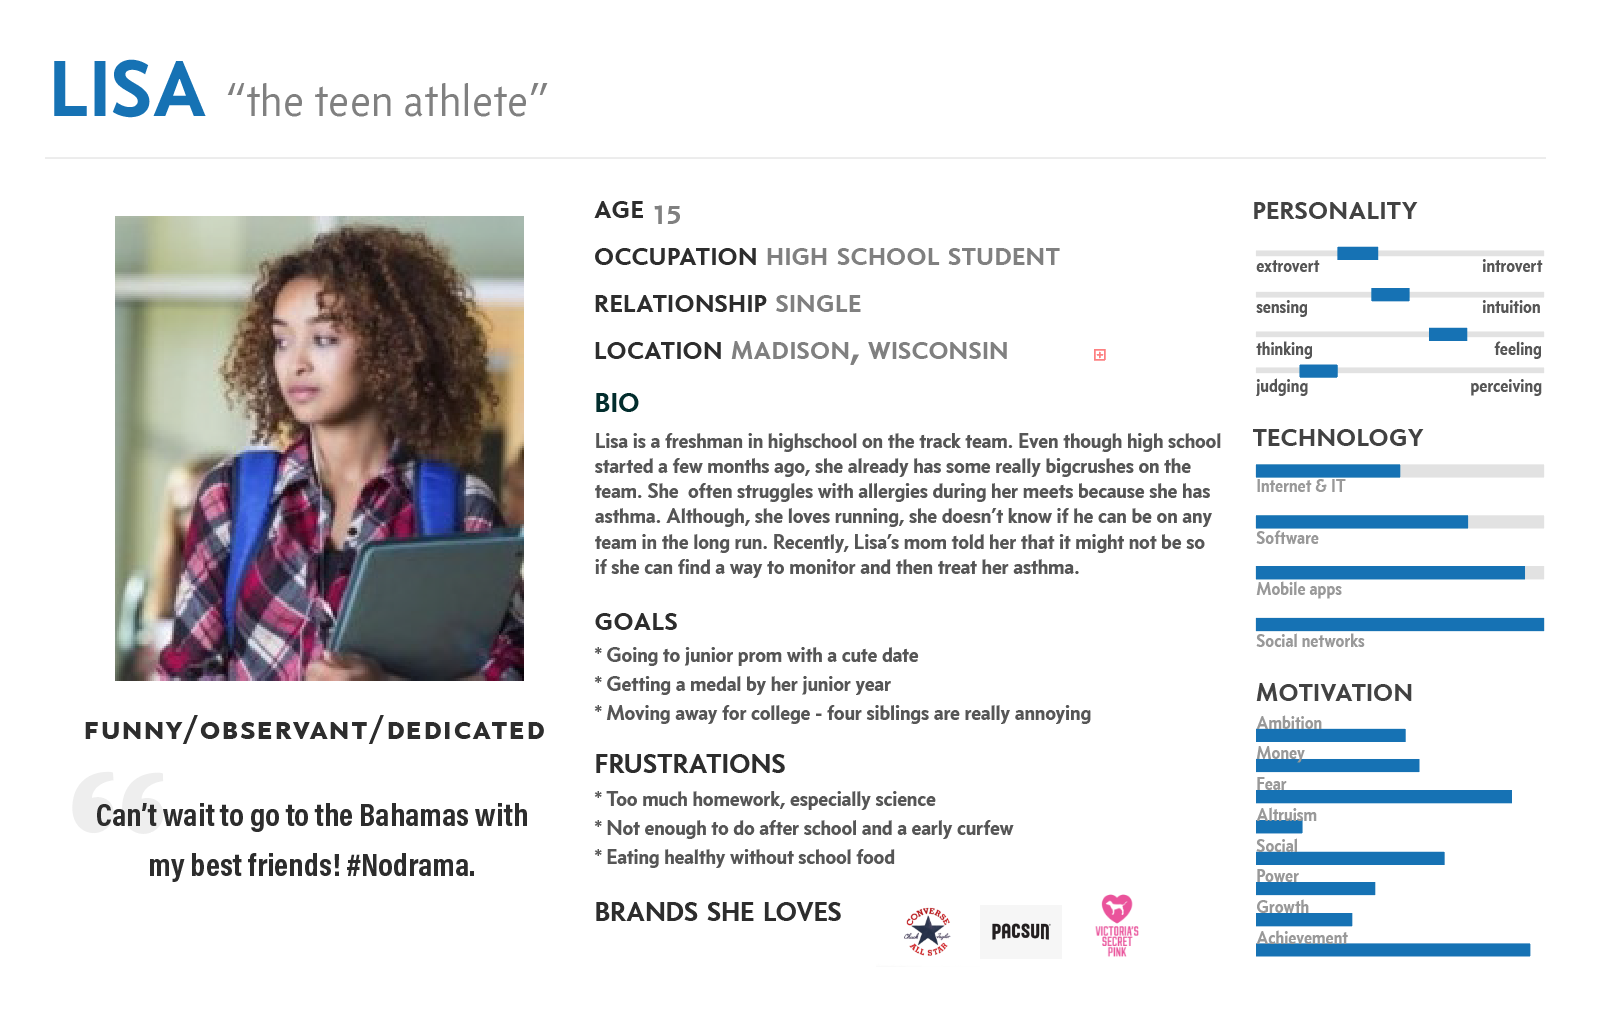 LISA “the teen athlete”
FUNNY/OBSERVANT/DEDICATED
“
Can’t wait to go to the Bahamas with
my best friends! #Nodrama.
AGE 15
OCCUPATION HIGH SCHOOL STUDENT
RELATIONSHIP SINGLE
LOCATION MADISON, WISCONSIN
BIO
Lisa is a freshman in highschool on the track team. Even though high school
started a few months ago, she already has some really bigcrushes on the
team. She  often struggles with allergies during her meets because she has
asthma. Although, she loves running, she doesn’t know if he can be on any
team in the long run. Recently, Lisa’s mom told her that it might not be so
if she can find a way to monitor and then treat her asthma.
GOALS
* Going to junior prom with a cute date
* Getting a medal by her junior year
* Moving away for college - four siblings are really annoying
FRUSTRATIONS
* Too much homework, especially science
* Not enough to do after school and a early curfew
* Eating healthy without school food
BRANDS SHE LOVES
CONVERSE
Chuck Taylor
ALL STAR
PACSUN
VICTORIA'S
SECRET
PINK
PERSONALITY
extrovert introvert
sensing intuition
thinking feeling
judging perceiving
TECHNOLOGY
Internet & IT
Software
Mobile apps
Social networks
MOTIVATION
Ambition
Money
Fear
Altruism
Social
Power
Growth
Achievement